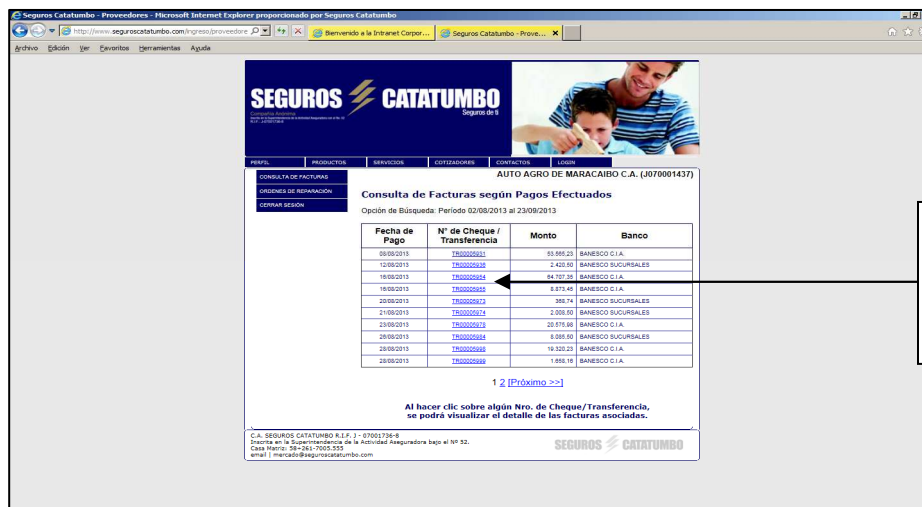 Seguros Catatumbo - Proveedores - Microsoft Internet Explorer proporcionado por Seguros Catatumbo
http://www.seguroscatatumbo.com/ingreso/proveedore
Bienvenido a la Intranet Corpor...
Seguros Catatumbo - Prove...
Archivo Edición Ver Favoritos Herramientas Ayuda
SEGUROS CATATUMBO
Compañía Anónima
Seguros de ti
PERFIL PRODUCTOS SERVICIOS COTIZADORES CONTACTOS LOGIN
CONSULTA DE FACTURAS
ORDENES DE REPARACIÓN
CERRAR SESIÓN
AUTO AGRO DE MARACAIBO C.A. (J070001437)
Consulta de Facturas según Pagos Efectuados
Opción de Búsqueda: Período 02/08/2013 al 23/09/2013
Fecha de Pago N° de Cheque / Transferencia Monto Banco
08/08/2013 TR00005931 53.565,23 BANESCO C.I.A.
12/08/2013 TR00005936 2.420,50 BANESCO SUCURSALES
16/08/2013 TR00005954 64.707,35 BANESCO C.I.A.
16/08/2013 TR00005955 8.873,45 BANESCO C.I.A.
20/08/2013 TR00005973 368,74 BANESCO SUCURSALES
21/08/2013 TR00005974 2.008,50 BANESCO SUCURSALES
23/08/2013 TR00005978 20.575,98 BANESCO C.I.A.
26/08/2013 TR00005984 8.085,50 BANESCO SUCURSALES
28/08/2013 TR00005998 19.320,23 BANESCO C.I.A.
28/08/2013 TR00005999 1.658,16 BANESCO C.I.A.
1 2 [Próximo >>]
Al hacer clic sobre algún Nro. de Cheque/Transferencia,
se podrá visualizar el detalle de las facturas asociadas.
C.A. SEGUROS CATATUMBO R.I.F. J - 07001736-8
Inscrita en la Superintendencia de la Actividad Aseguradora bajo el Nº 52.
Casa Matriz: 58+261-7005.555
email | mercado@seguroscatatumbo.com
SEGUROS CATATUMBO